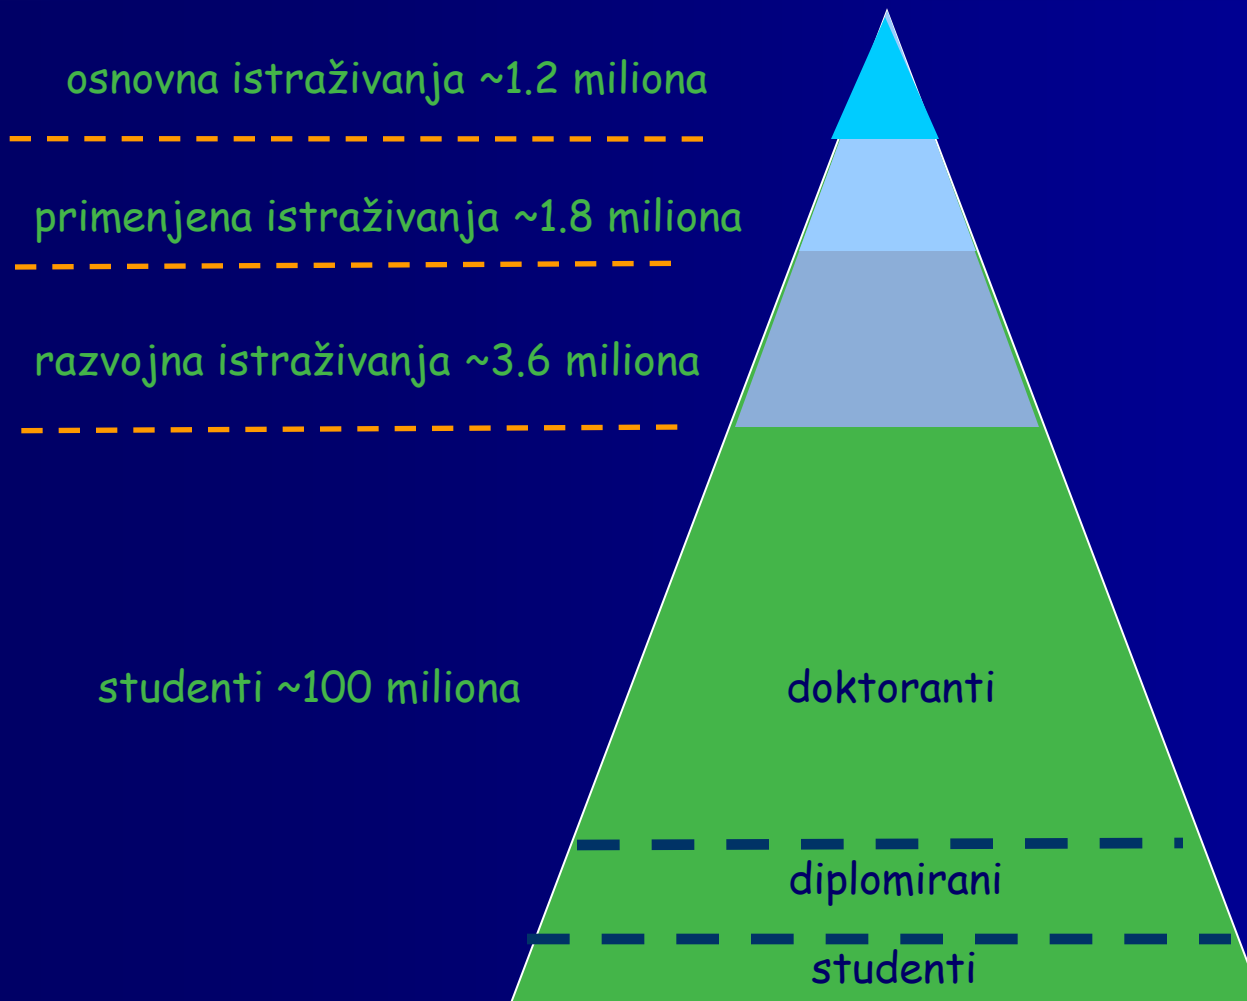 osnovna istraživanja ~1.2 miliona
primenjena istraživanja ~1.8 miliona
razvojna istraživanja ~3.6 miliona
studenti ~100 miliona
doktoranti
diplomirani
studenti